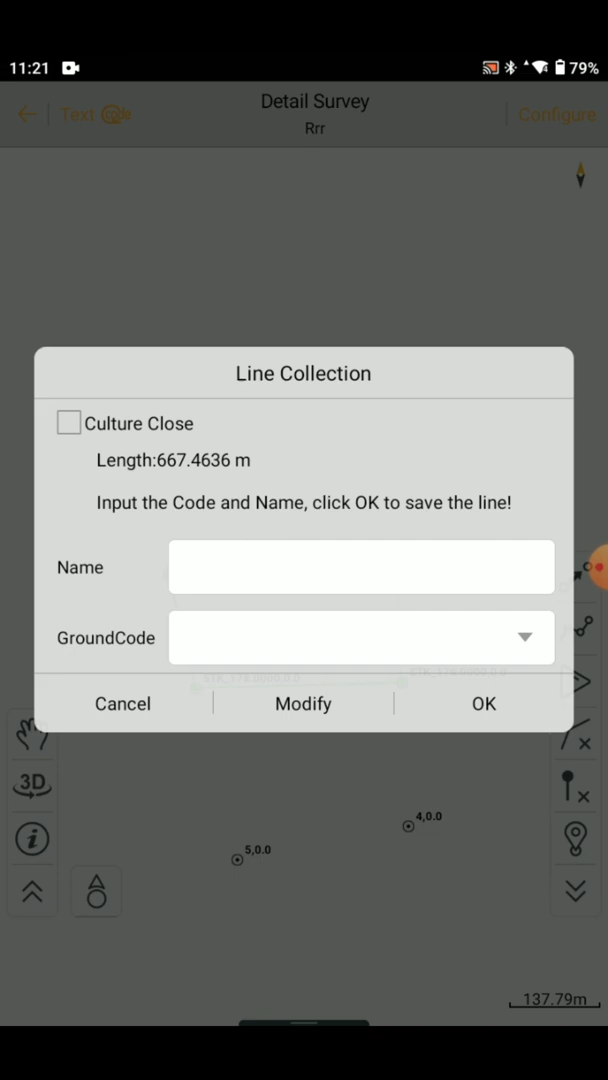 11:21
79%
Text Code
Detail Survey
Configure
Rrr
Line Collection
Culture Close
Length:667.4636 m
Input the Code and Name, click OK to save the line!
Name
GroundCode
Cancel
Modify
OK
3D
4,0.0
5,0.0
137.79m